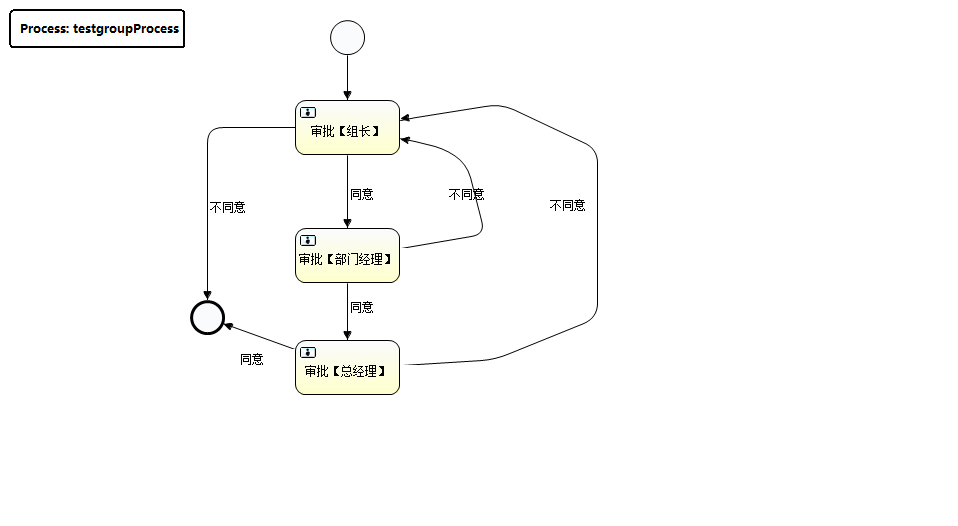 Process: testgroupProcess
审批【组长】
同意
不同意
不同意
不同意
审批【部门经理】
同意
同意
审批【总经理】